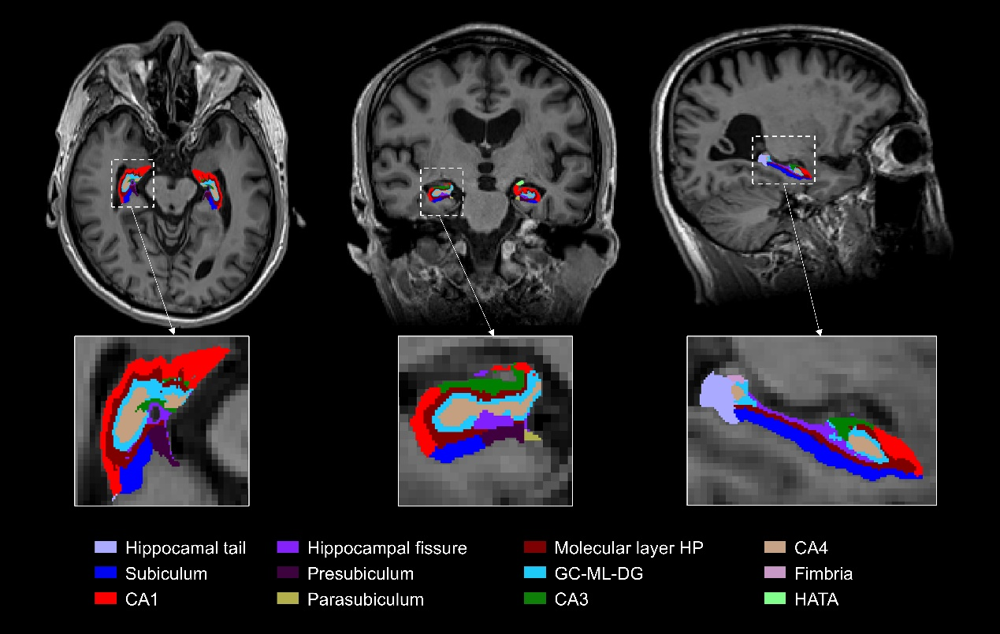 Hippocamal tail
Hippocampal fissure
Molecular layer HP
CA4
Subiculum
Presubiculum
GC-ML-DG
Fimbria
CA1
Parasubiculum
CA3
HATA